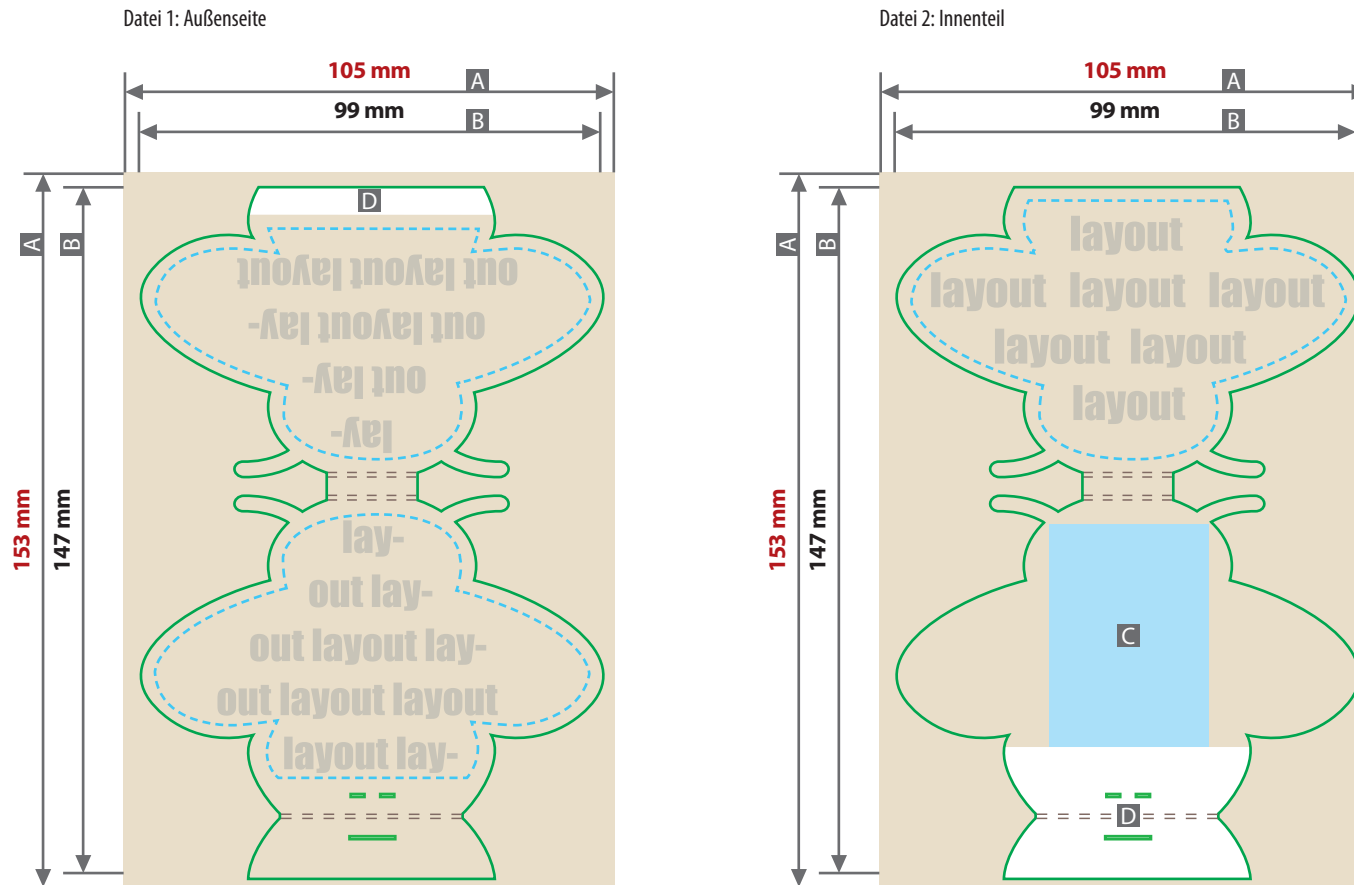 Datei 1: Außenseite
105 mm
A
99 mm
B
A
B
153 mm
147 mm
D
out layout layout
out layout lay-
out lay-
lay-
lay-
out lay-
out layout lay-
out layout layout
layout lay-
Datei 2: Innenteil
105 mm
A
99 mm
B
A
B
153 mm
147 mm
layout
layout layout layout
layout layout
layout
C
D